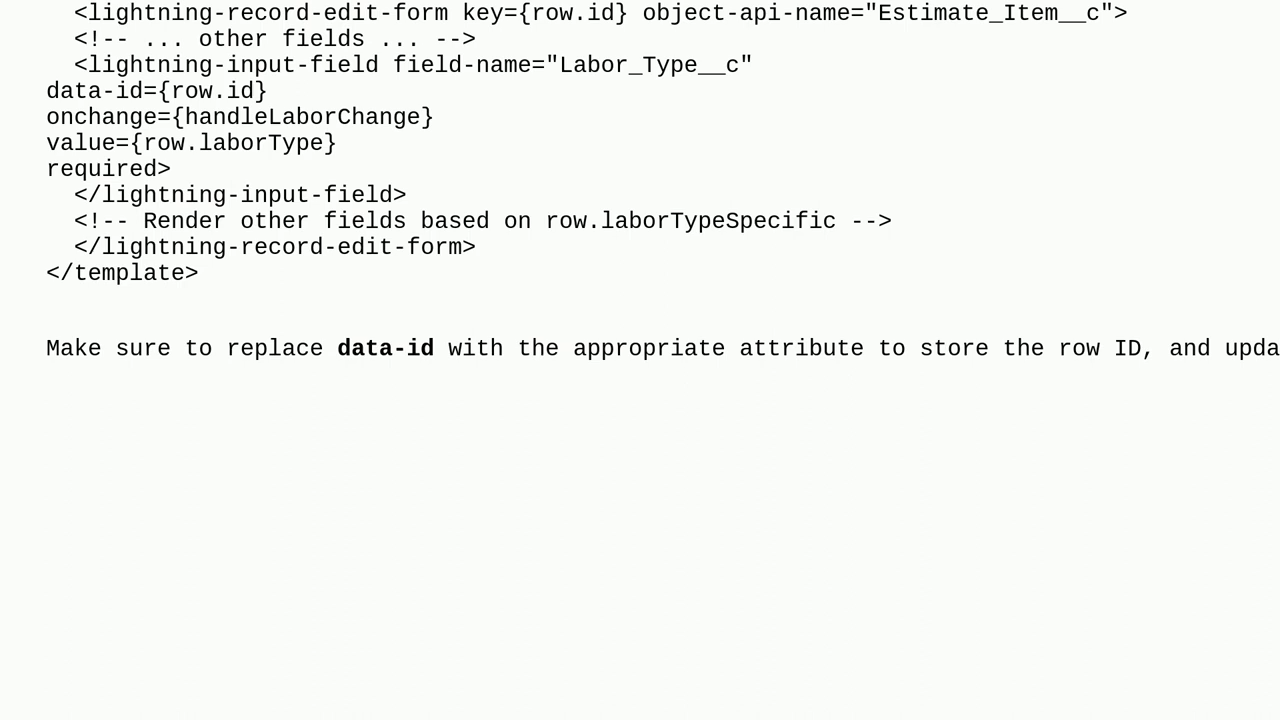 <lightning-record-edit-form key={row.id} object-api-name="Estimate_Item__c">
<!-- ... other fields ... -->
<lightning-input-field field-name="Labor_Type__c"
data-id={row.id}
onchange={handleLaborChange}
value={row.laborType}
required>
</lightning-input-field>
<!-- Render other fields based on row.laborTypeSpecific -->
</lightning-record-edit-form>
</template>
Make sure to replace data-id with the appropriate attribute to store the row ID, and upda